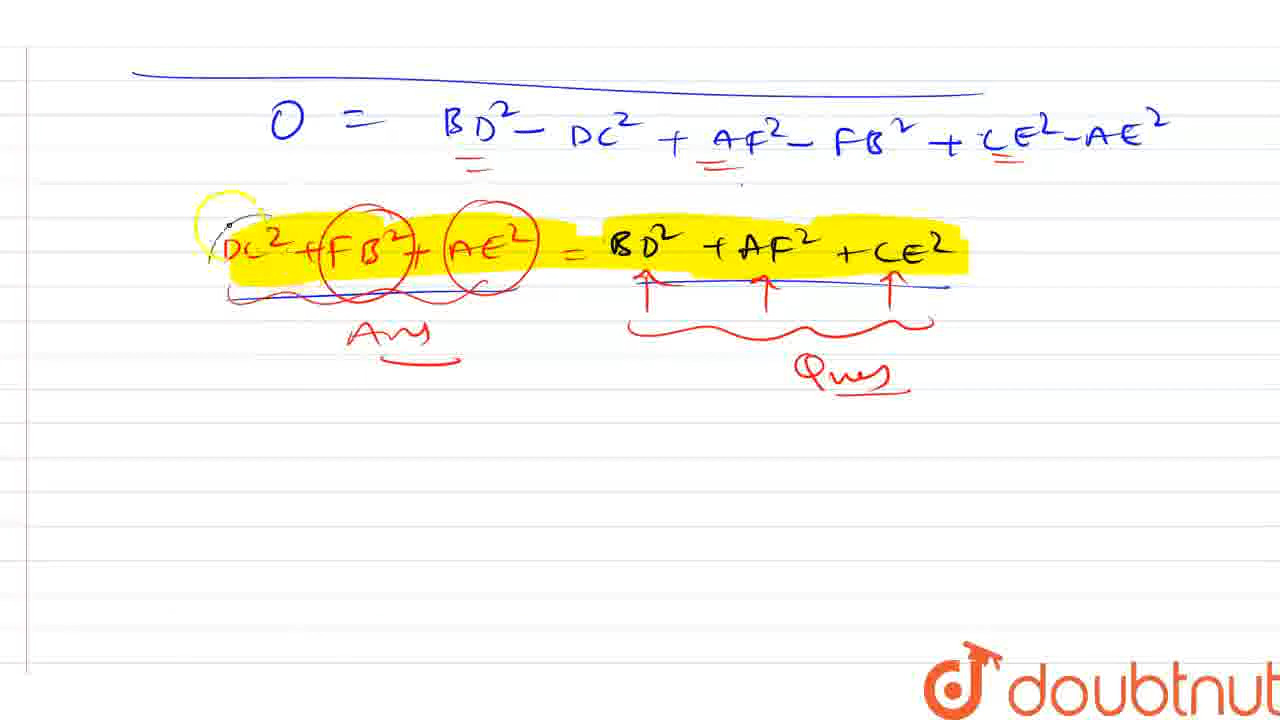 0 = BD² - DC² + AF² - FB² + CE² - AE²
DC² + FB² + AE² = BD² + AF² + CE²
Ans
Ques
doubtnut